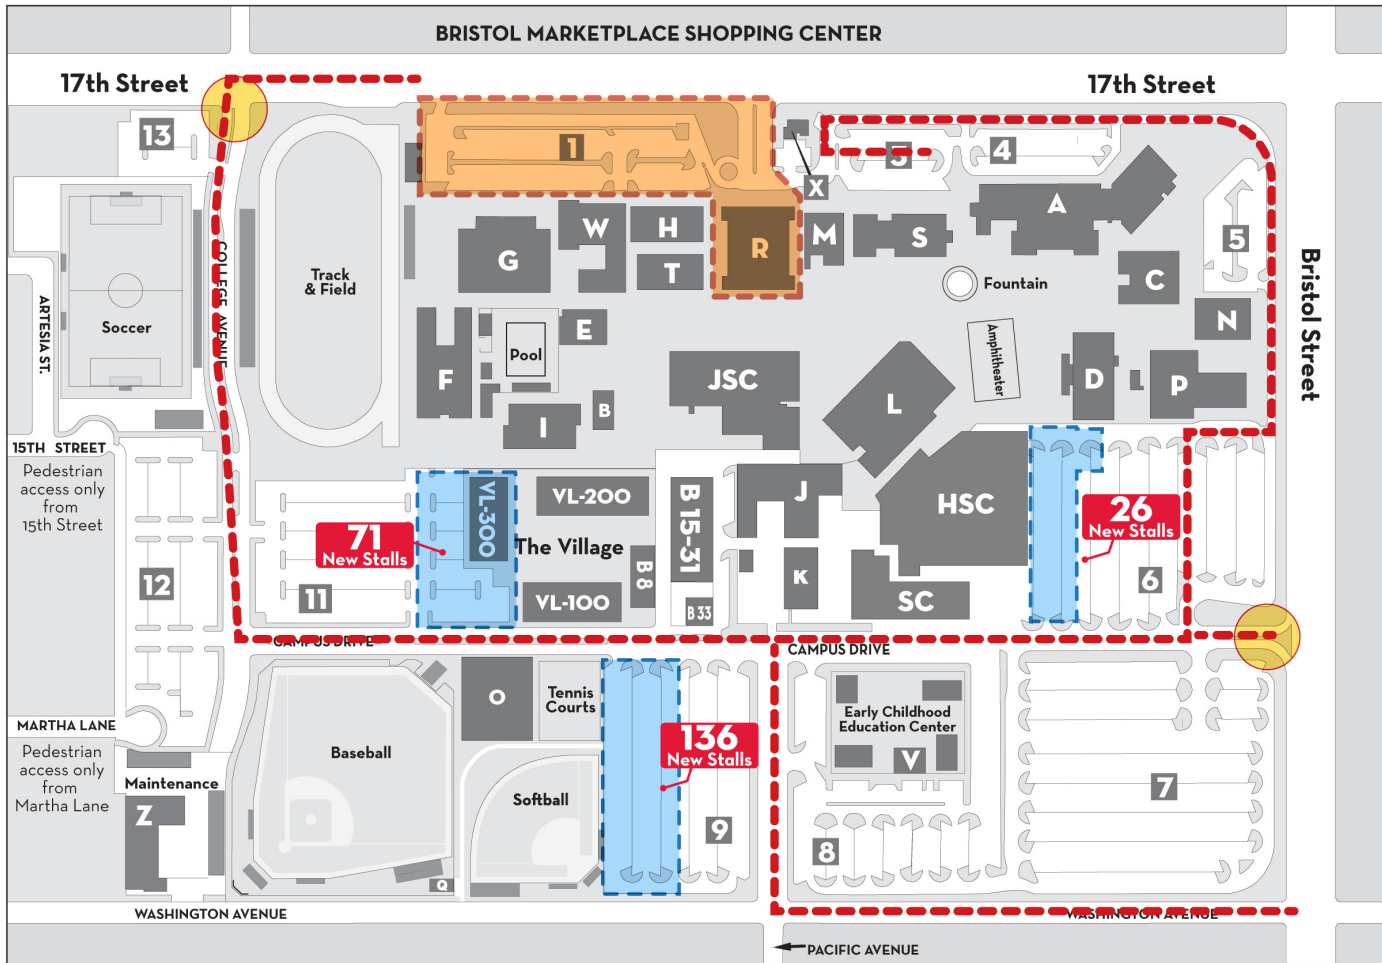 BRISTOL MARKETPLACE SHOPPING CENTER
17th Street
17th Street
13
1
5
4
X
A
W
H
R
M
S
5
G
T
C
COLLEGE AVENUE
Track
& Field
Fountain
Bristol Street
ARTESIA ST.
Soccer
E
N
Pool
Amphitheater
F
JSC
D
P
B
L
I
15TH STREET
Pedestrian
access only
from
15th Street
VL-300
VL-200
B 15-31
J
HSC
26
New Stalls
71
New Stalls
The Village
B 8
K
6
12
11
VL-100
B 33
SC
CAMPUS DRIVE
CAMPUS DRIVE
O
Tennis
Courts
Early Childhood
Education Center
MARTHA LANE
Pedestrian
access only
from
Martha Lane
Baseball
136
New Stalls
V
Maintenance
7
Softball
Z
9
8
Q
WASHINGTON AVENUE
WASHINGTON AVENUE
PACIFIC AVENUE